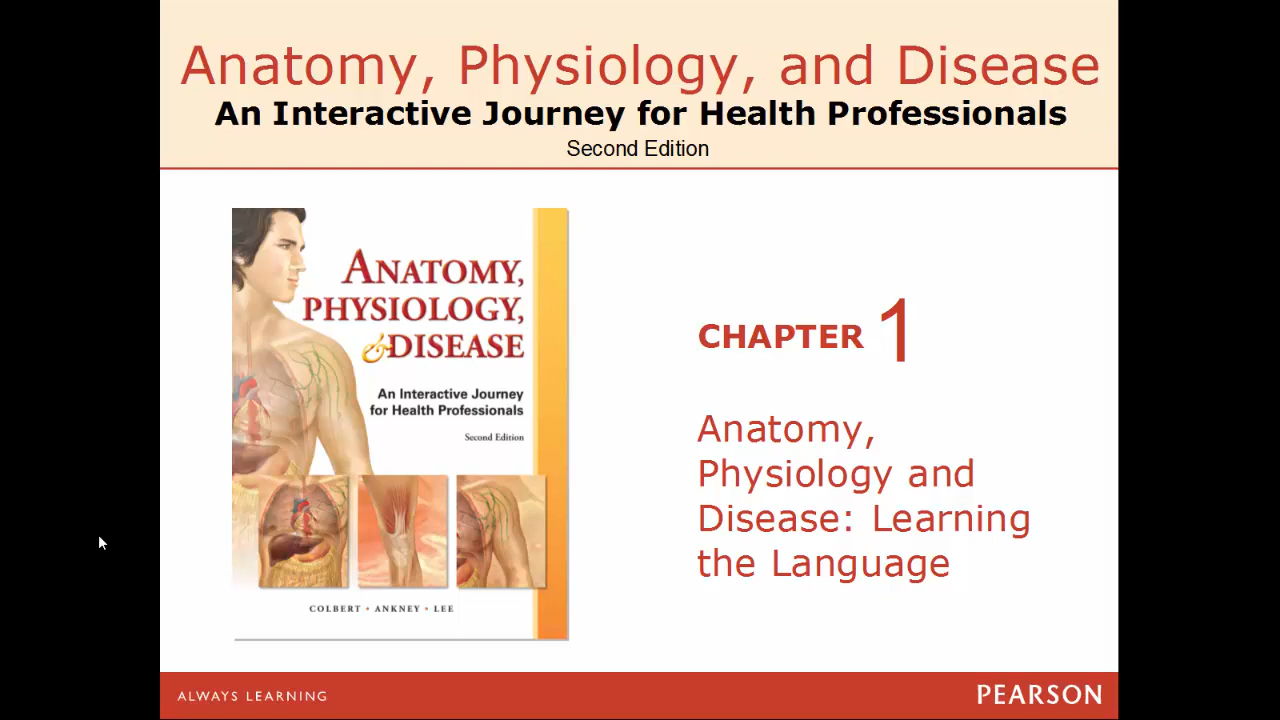 Anatomy, Physiology, and Disease
An Interactive Journey for Health Professionals
Second Edition
ANATOMY,
PHYSIOLOGY,
&DISEASE
An Interactive Journey
for Health Professionals
Second Edition
COLBERT • ANKNEY • LEE
CHAPTER 1
Anatomy,
Physiology and
Disease: Learning
the Language
ALWAYS LEARNING
PEARSON